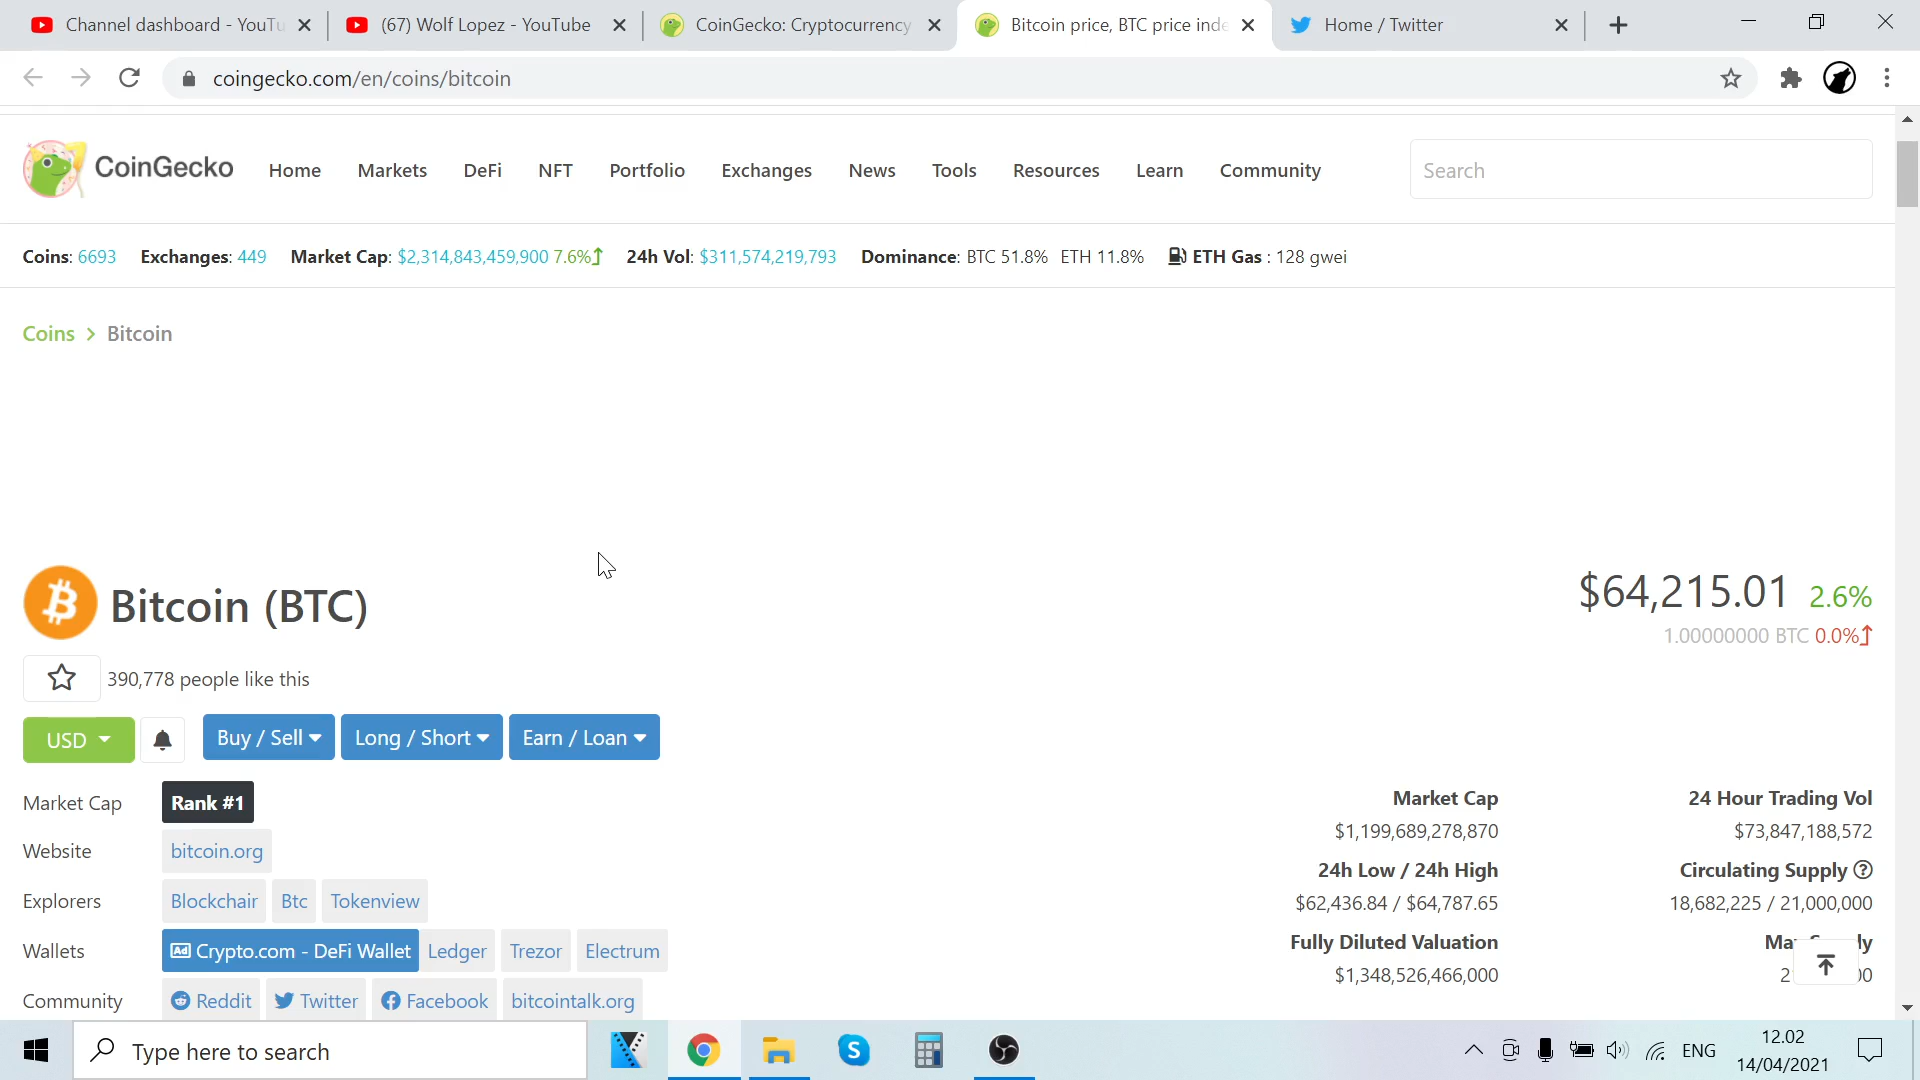 Channel dashboard - YouTu
(67) Wolf Lopez - YouTube
CoinGecko: Cryptocurrency
Bitcoin price, BTC price inde
Home / Twitter
coingecko.com/en/coins/bitcoin
CoinGecko
Home Markets DeFi NFT Portfolio Exchanges News Tools Resources Learn Community
Search
Coins: 6693 Exchanges: 449 Market Cap: $2,314,843,459,900 7.6% 24h Vol: $311,574,219,793 Dominance: BTC 51.8% ETH 11.8% ETH Gas : 128 gwei
Coins > Bitcoin
Bitcoin (BTC)
$64,215.01 2.6%
1.00000000 BTC 0.0%
390,778 people like this
USD Buy / Sell Long / Short Earn / Loan
Market Cap Rank #1
Website bitcoin.org
Explorers Blockchair Btc Tokenview
Wallets Ad Crypto.com - DeFi Wallet Ledger Trezor Electrum
Community Reddit Twitter Facebook bitcointalk.org
Market Cap
$1,199,689,278,870
24 Hour Trading Vol
$73,847,188,572
24h Low / 24h High
$62,436.84 / $64,787.65
Circulating Supply
18,682,225 / 21,000,000
Fully Diluted Valuation
$1,348,526,466,000
Type here to search
ENG
12.02
14/04/2021